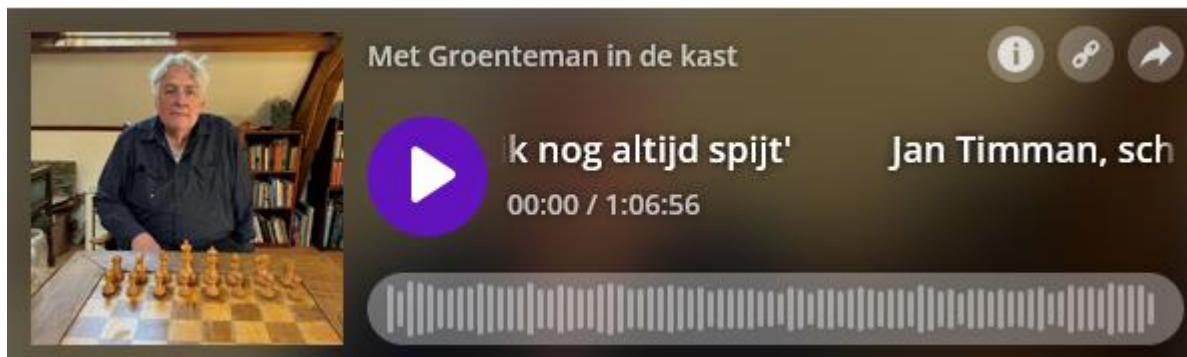 Met Groenteman in de kast
k nog altijd spijt' Jan Timman, sch
00:00 / 1:06:56